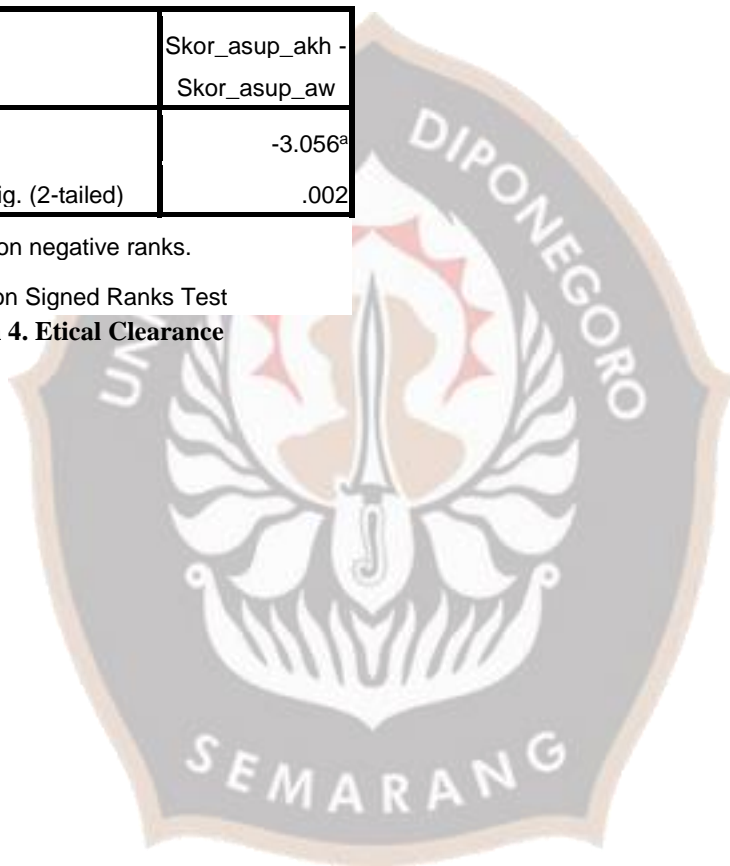 Skor_asup_akh -
Skor_asup_aw
-3.056a
ig. (2-tailed) .002
on negative ranks.
on Signed Ranks Test
4. Etical Clearance
DIPONEGORO
SEMARANG